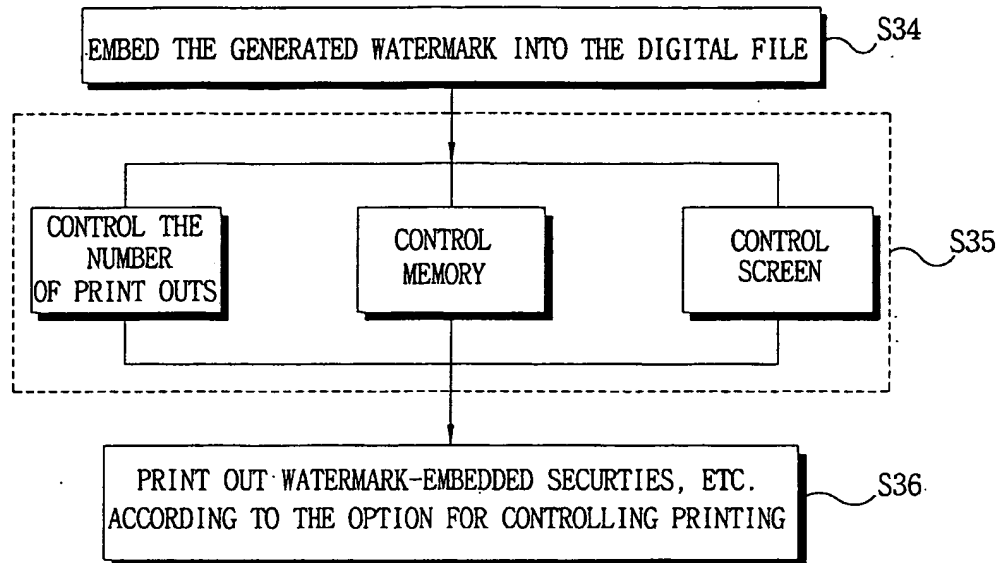 EMBED THE GENERATED WATERMARK INTO THE DIGITAL FILE
S34
CONTROL THE
NUMBER
OF PRINT OUTS
CONTROL
MEMORY
CONTROL
SCREEN
S35
PRINT OUT WATERMARK-EMBEDDED SECURTIES, ETC.
ACCORDING TO THE OPTION FOR CONTROLLING PRINTING
S36